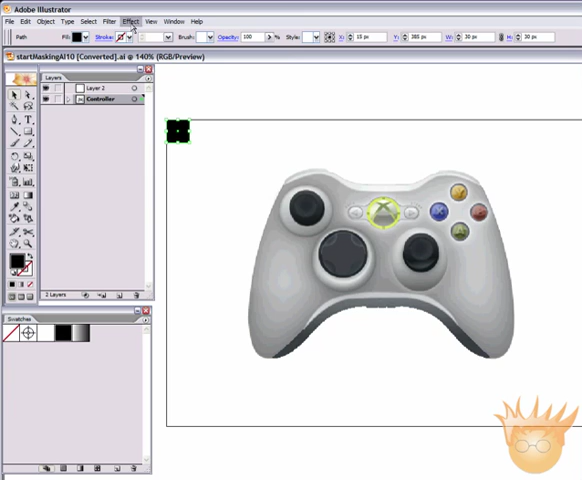 Adobe Illustrator
File Edit Object Type Select Filter Effect View Window Help
Path Fill: Stroke: Brush: Opacity: 100 > % Style: X: 15 px Y: 385 px W: 30 px H: 30 px
startMaskingAI10 [Converted].ai @ 140% (RGB/Preview)
Layers
Layer 2
Controller
2 Layers
Swatches
X
A